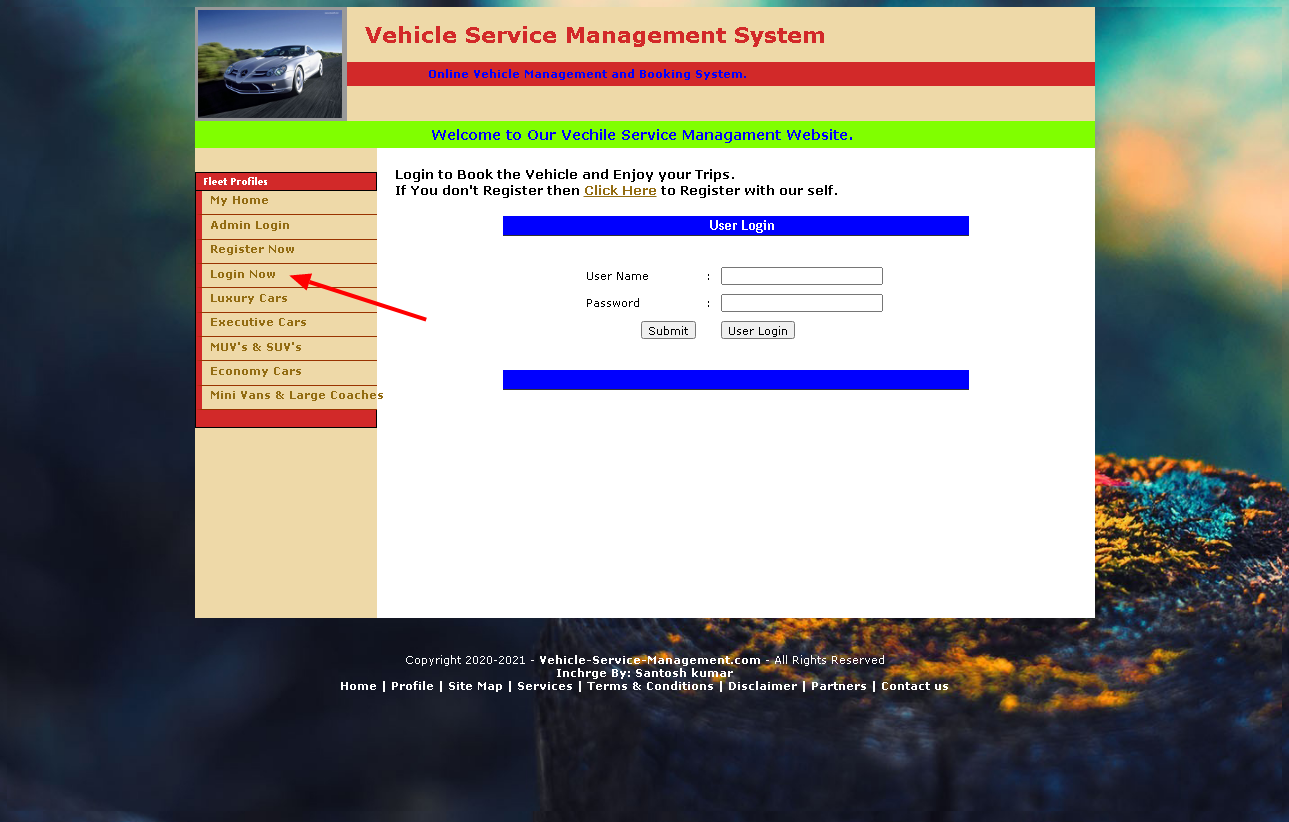 Vehicle Service Management System
Online Vehicle Management and Booking System.
Welcome to Our Vechile Service Managament Website.
Fleet Profiles
My Home
Admin Login
Register Now
Login Now
Luxury Cars
Executive Cars
MUV's & SUV's
Economy Cars
Mini Vans & Large Coaches
Login to Book the Vehicle and Enjoy your Trips.
If You don't Register then Click Here to Register with our self.
User Login
User Name :
Password :
Submit User Login
Copyright 2020-2021 - Vehicle-Service-Management.com - All Rights Reserved
Inchrge By: Santosh kumar
Home | Profile | Site Map | Services | Terms & Conditions | Disclaimer | Partners | Contact us